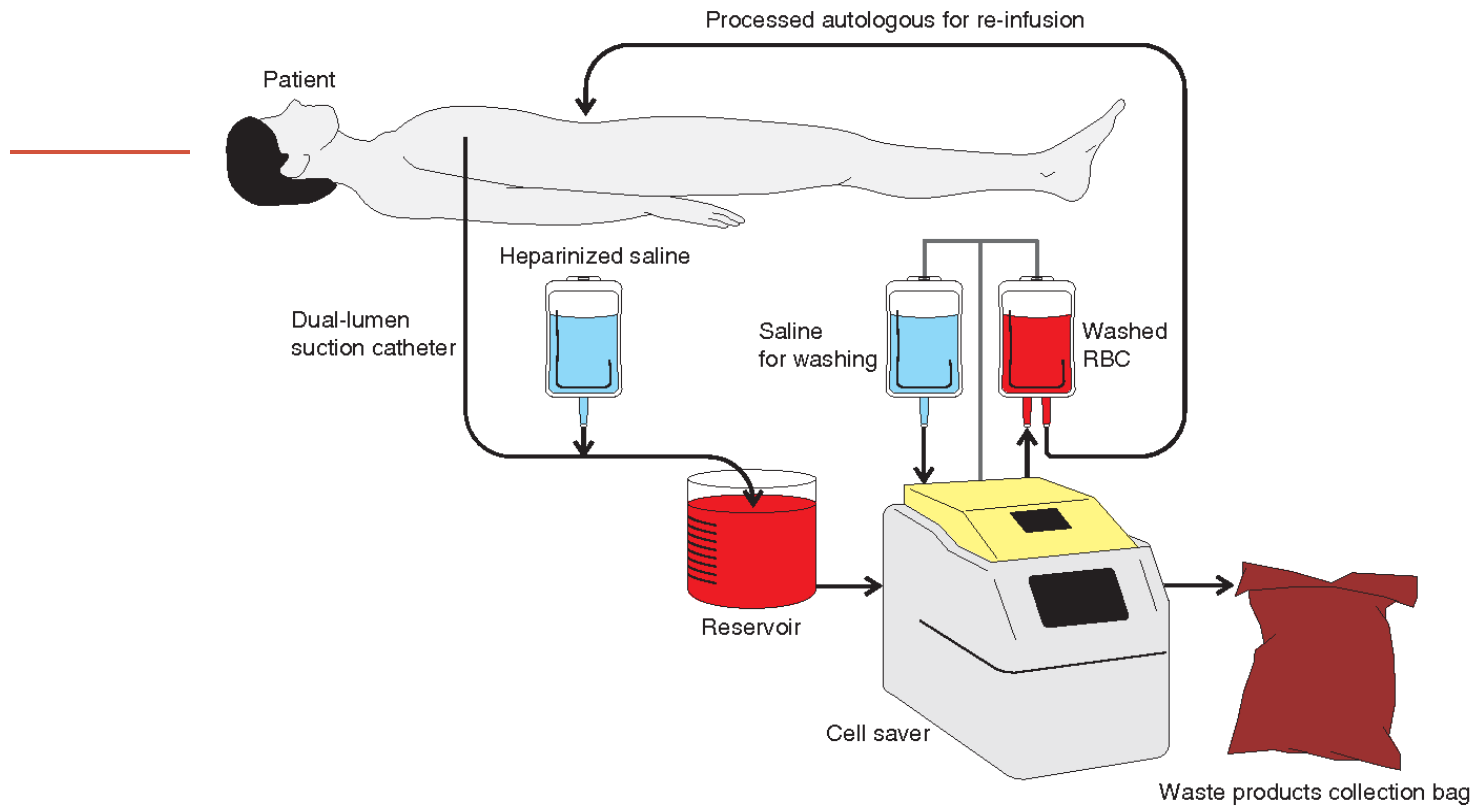 Processed autologous for re-infusion
Patient
Heparinized saline
Dual-lumen
suction catheter
Saline
for washing
Washed
RBC
Reservoir
Cell saver
Waste products collection bag